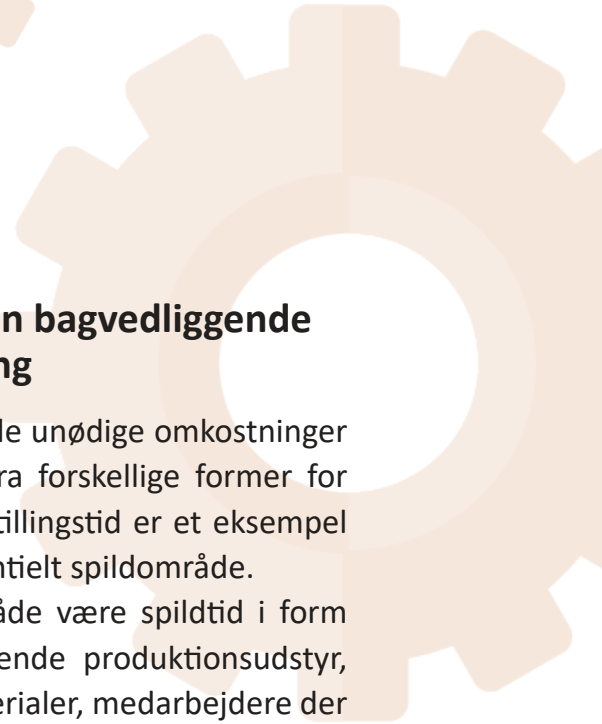 n bagvedliggende
ng
le unødige omkostninger
ra forskellige former for
tillingstid er et eksempel
ntielt spildområde.
åde være spildtid i form
ende produktionsudstyr,
erialer, medarbejdere der